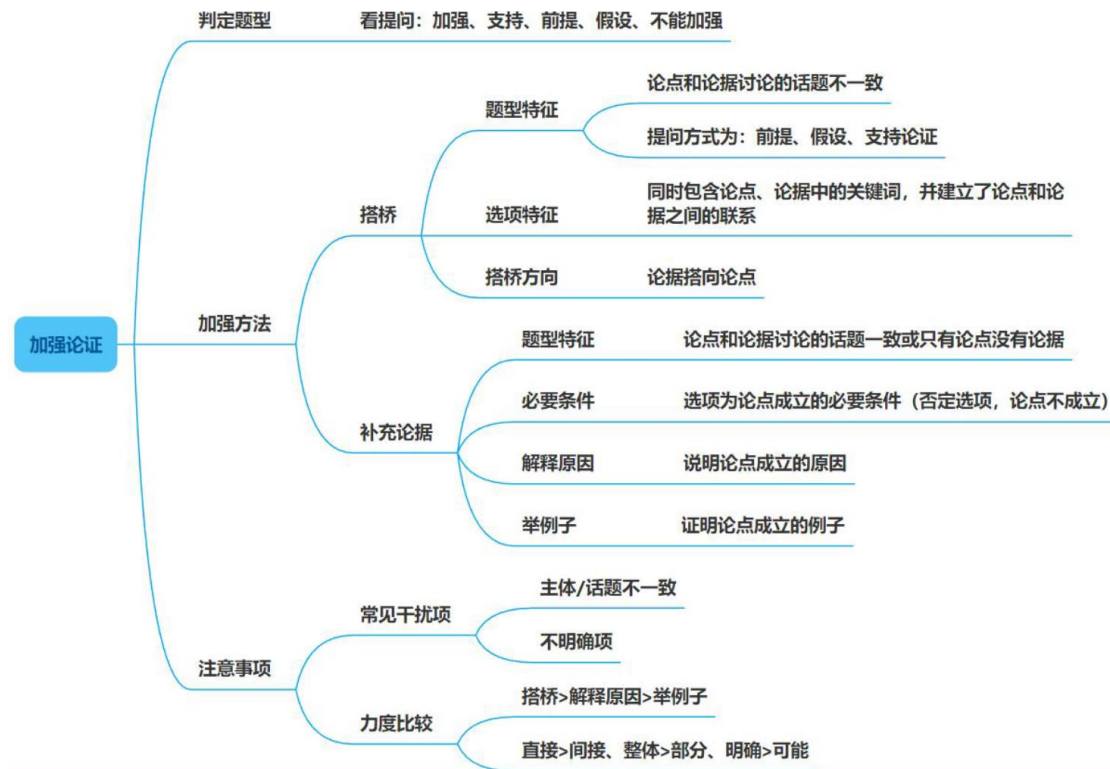 判定题型
看提问：加强、支持、前提、假设、不能加强
论点和论据讨论的话题不一致
题型特征
提问方式为：前提、假设、支持论证
搭桥
选项特征
同时包含论点、论据中的关键词，并建立了论点和论
据之间的联系
搭桥方向
论据搭向论点
加强论证
加强方法
题型特征
论点和论据讨论的话题一致或只有论点没有论据
必要条件
选项为论点成立的必要条件（否定选项，论点不成立）
补充论据
解释原因
说明论点成立的原因
举例子
证明论点成立的例子
主体/话题不一致
常见干扰项
不明确项
注意事项
搭桥>解释原因>举例子
力度比较
直接>间接、整体>部分、明确>可能